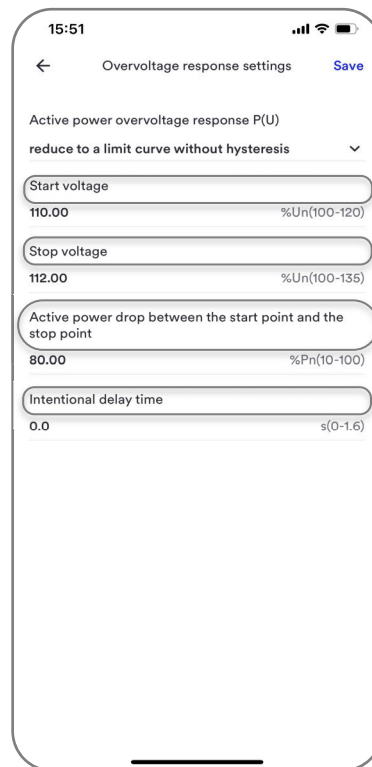 15:51
Overvoltage response settings Save
Active power overvoltage response P(U)
reduce to a limit curve without hysteresis
Start voltage
110.00 %Un(100-120)
Stop voltage
112.00 %Un(100-135)
Active power drop between the start point and the
stop point
80.00 %Pn(10-100)
Intentional delay time
0.0 s(0-1.6)